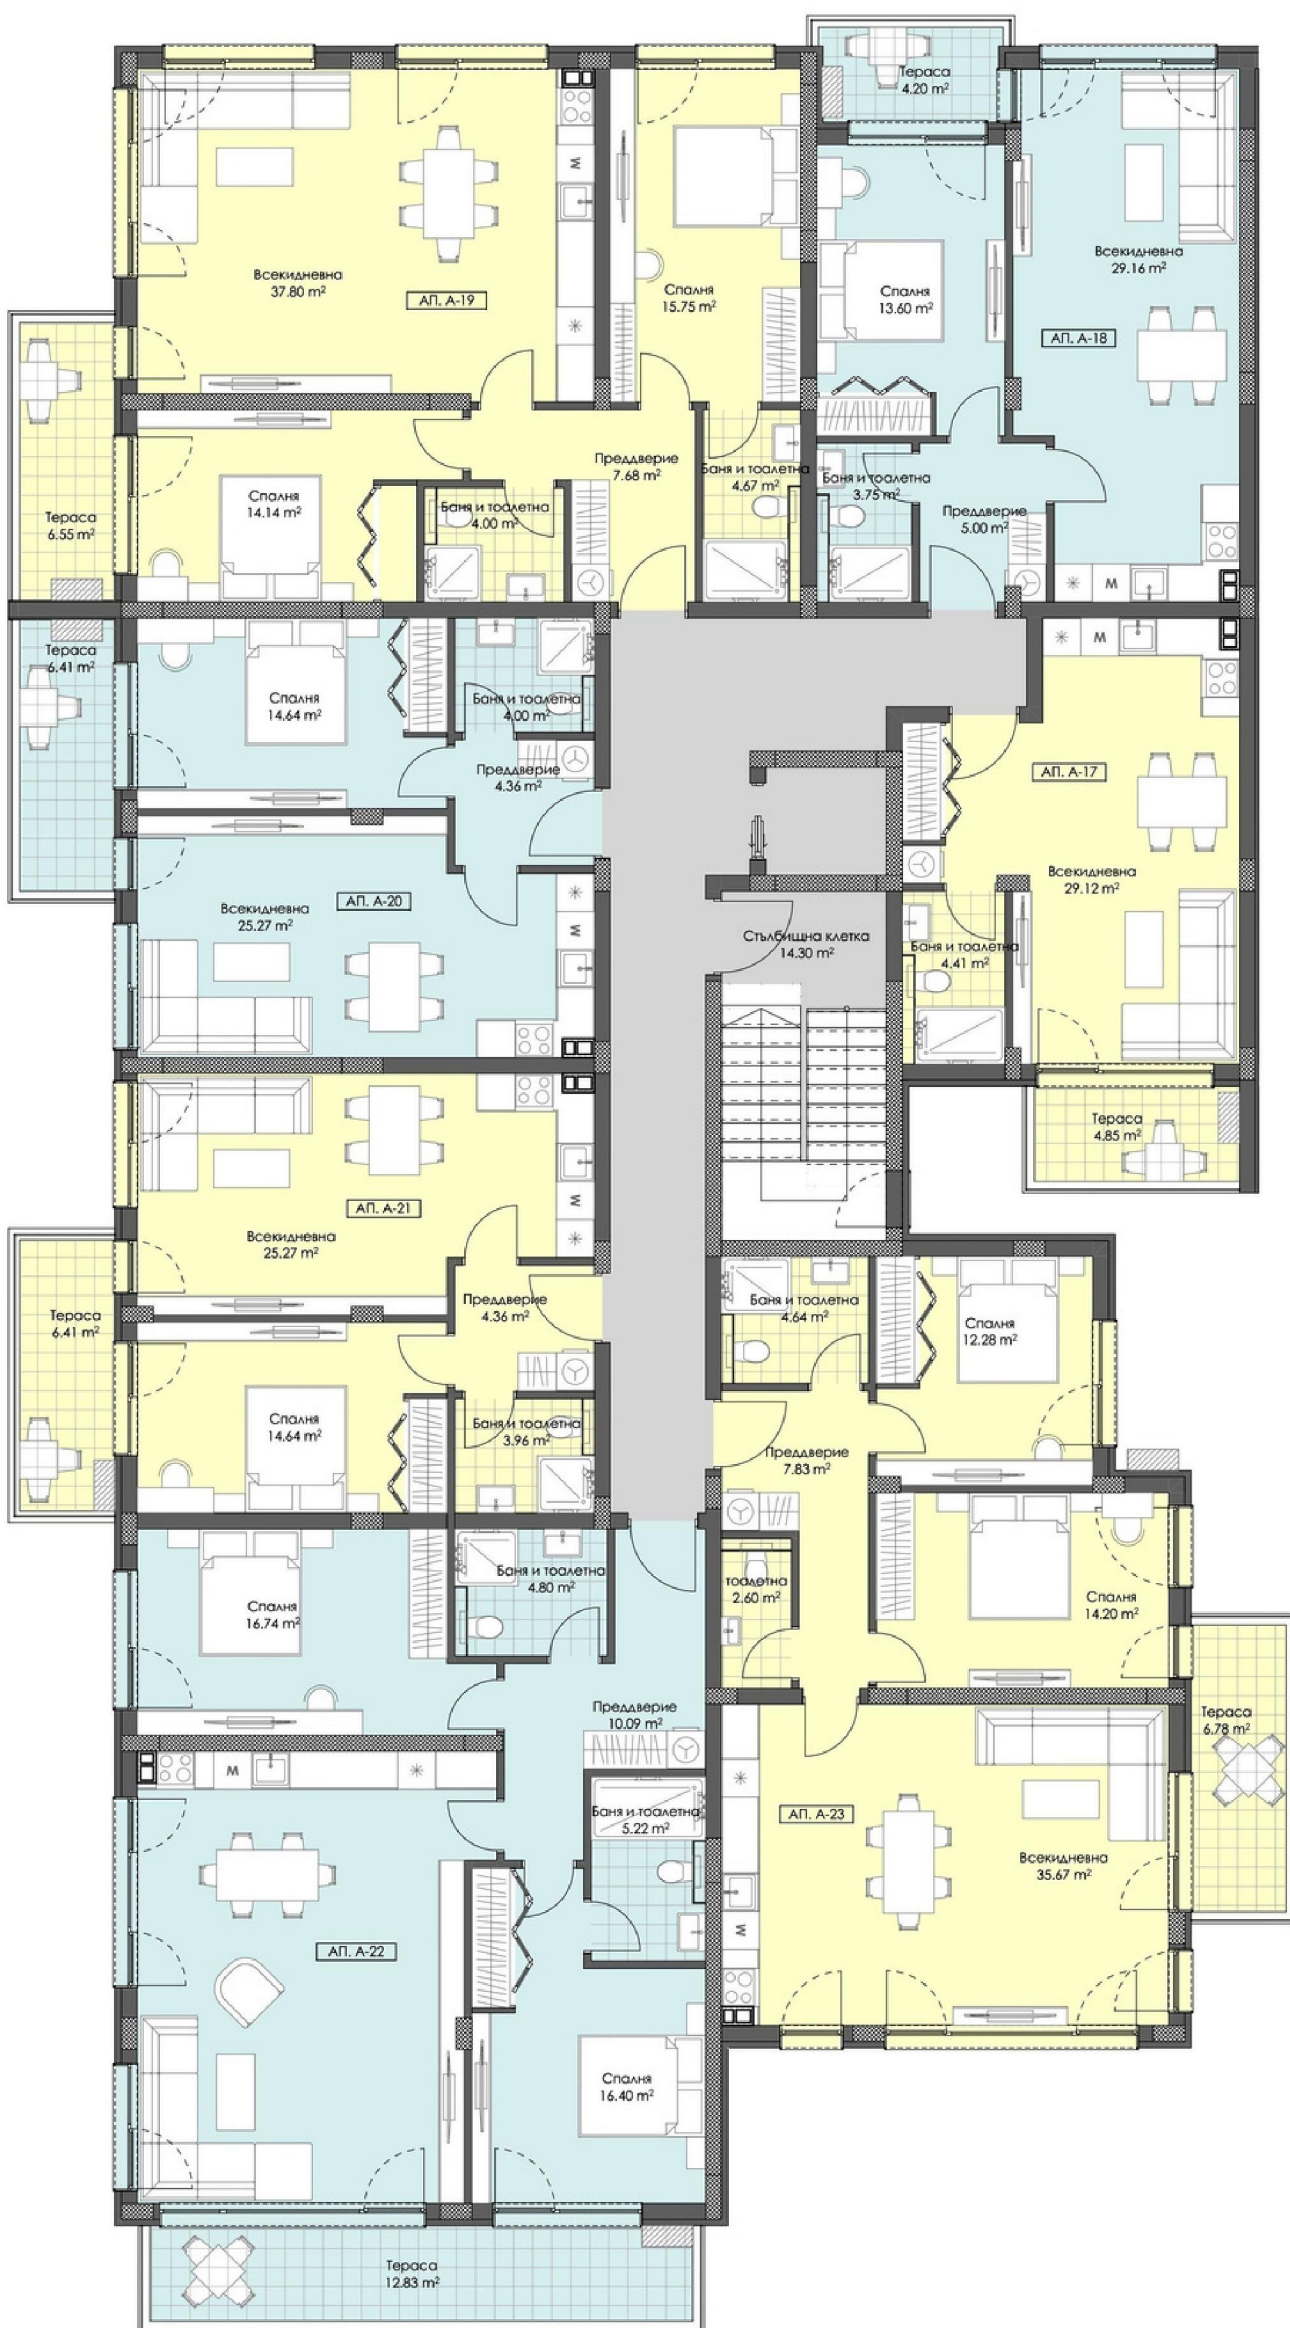 Тераса
4.20 m²
Всекидневна
37.80 m²
АП. А-19
М
Спалня
15.75 m²
Спалня
13.60 m²
Всекидневна
29.16 m²
АП. А-18
Преддверие
7.68 m²
Баня и тоалетна
4.67 m²
Баня и тоалетна
3.75 m²
Преддверие
5.00 m²
М
Спалня
14.14 m²
Баня и тоалетна
4.00 m²
Тераса
6.55 m²
Тераса
6.41 m²
Спалня
14.64 m²
Баня и тоалетна
4.00 m²
Преддверие
4.36 m²
М
АП. А-17
Всекидневна
29.12 m²
Баня и тоалетна
4.41 m²
Всекидневна
25.27 m²
АП. А-20
М
Стълбищна клетка
14.30 m²
Тераса
4.85 m²
АП. А-21
М
Всекидневна
25.27 m²
Преддверие
4.36 m²
Тераса
6.41 m²
Спалня
14.64 m²
Баня и тоалетна
3.96 m²
Баня и тоалетна
4.64 m²
Спалня
12.28 m²
Преддверие
7.83 m²
тоалетна
2.60 m²
Спалня
14.20 m²
Тераса
6.78 m²
Спалня
16.74 m²
Баня и тоалетна
4.80 m²
Преддверие
10.09 m²
М
Баня и тоалетна
5.22 m²
АП. А-23
Всекидневна
35.67 m²
М
АП. А-22
Спалня
16.40 m²
Тераса
12.83 m²